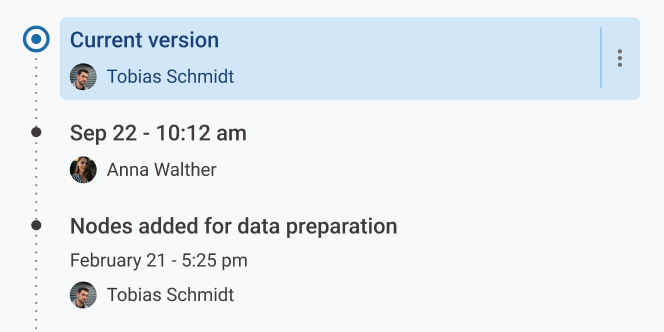 Current version
Tobias Schmidt
Sep 22 - 10:12 am
Anna Walther
Nodes added for data preparation
February 21 - 5:25 pm
Tobias Schmidt